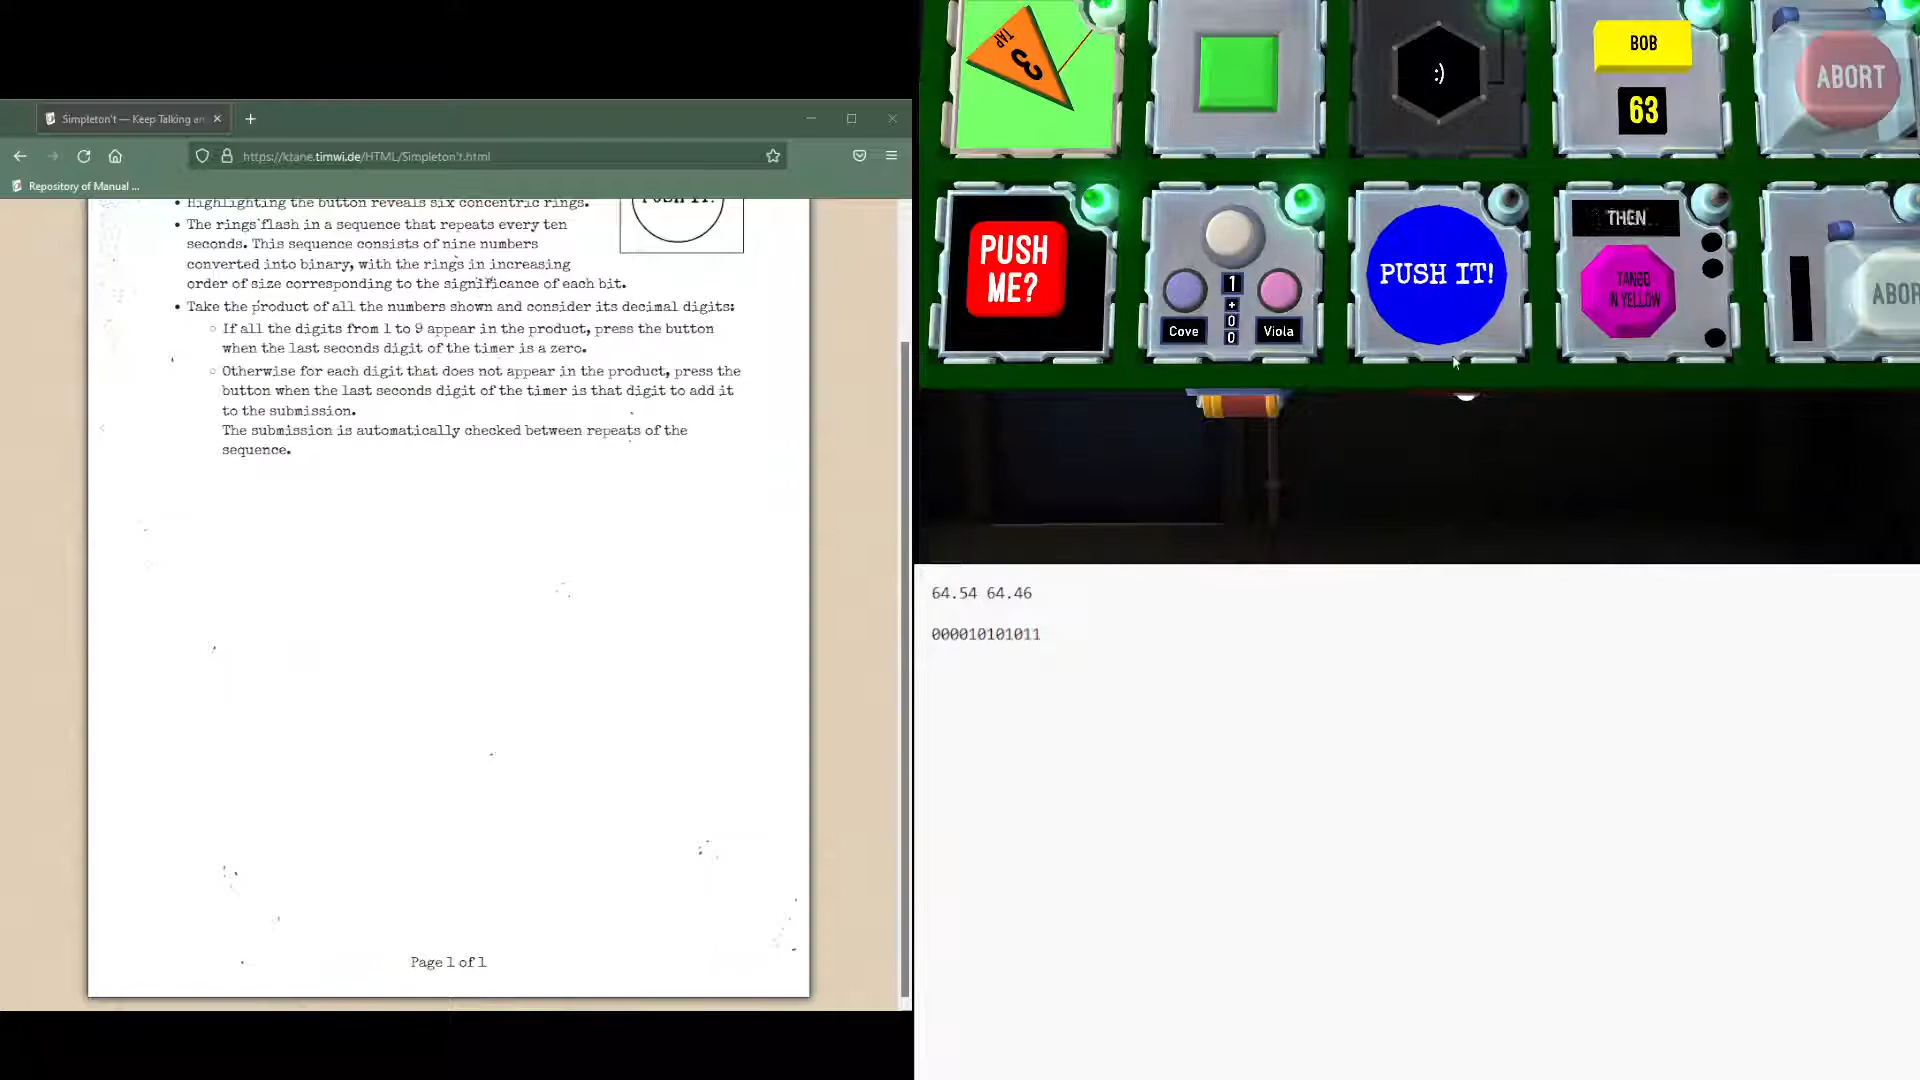 Simpleton't — Keep Talking an
https://ktane.timwi.de/HTML/Simpleton't.html
Repository of Manual ...
Highlighting the button reveals six concentric rings.
The rings flash in a sequence that repeats every ten
seconds. This sequence consists of nine numbers
converted into binary, with the rings in increasing
order of size corresponding to the significance of each bit.
Take the product of all the numbers shown and consider its decimal digits:
If all the digits from 1 to 9 appear in the product, press the button
when the last seconds digit of the timer is a zero.
Otherwise for each digit that does not appear in the product, press the
button when the last seconds digit of the timer is that digit to add it
to the submission.
The submission is automatically checked between repeats of the
sequence.
Page 1 of 1
TAP
3
:)
BOB
63
ABORT
PUSH
ME?
1
+
0
0
Cove
Viola
PUSH IT!
THEN
TANGO
IN YELLOW
ABOR
64.54 64.46
000010101011